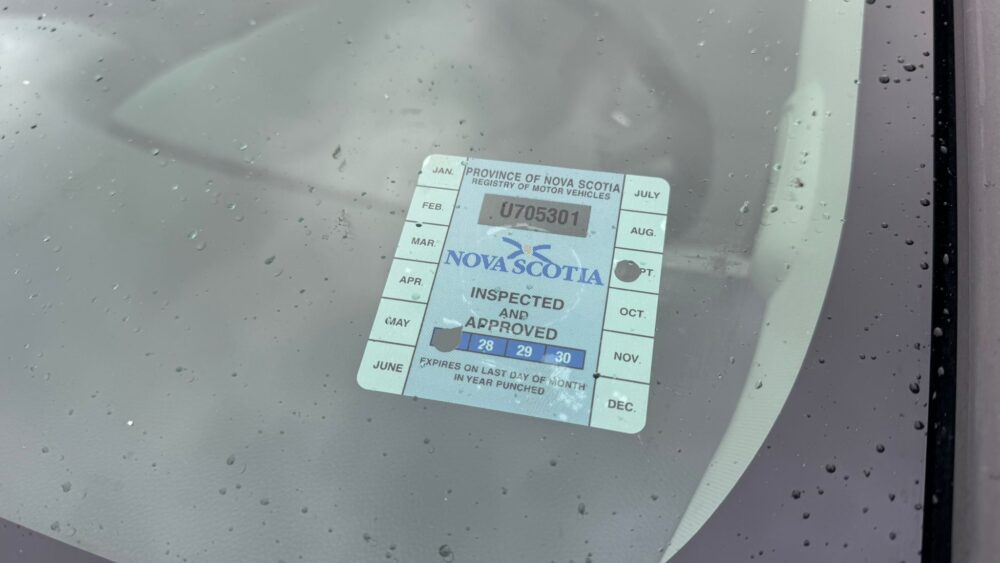 PROVINCE OF NOVA SCOTIA
REGISTRY OF MOTOR VEHICLES
U705301
NOVA SCOTIA
INSPECTED
AND
APPROVED
28 29 30
EXPIRES ON LAST DAY OF MONTH
IN YEAR PUNCHED
JAN.
FEB.
MAR.
APR.
MAY
JUNE
JULY
AUG.
PT.
OCT.
NOV.
DEC.